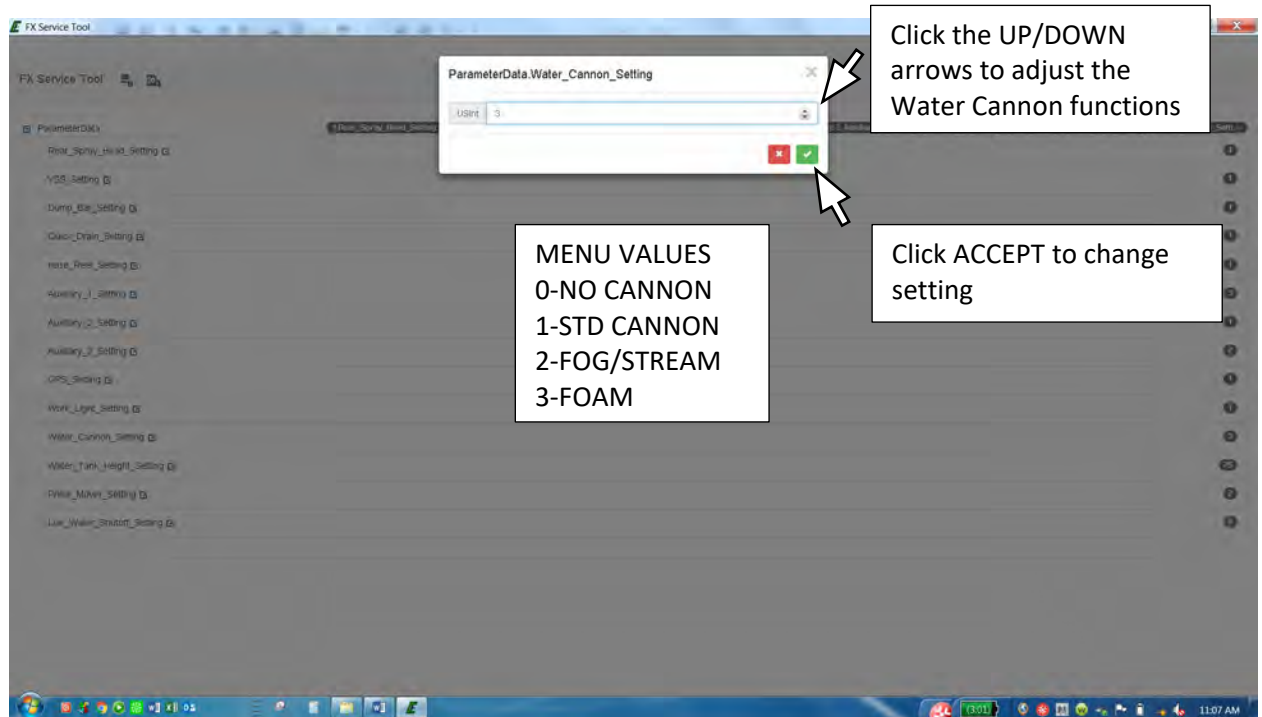 FX Service Tool
FX Service Tool
ParameterData.Water_Cannon_Setting
USInt 3
Click the UP/DOWN
arrows to adjust the
Water Cannon functions
ParameterData
Rear_Spray_Head_Setting
VSS_Setting
Dump_Bar_Setting
Quick_Drain_Setting
Hose_Reel_Setting
Auxiliary_1_Setting
Auxiliary_2_Setting
GPS_Setting
Work_Light_Setting
Water_Cannon_Setting
Water_Tank_Height_Setting
Prime_Mover_Setting
Low_Water_Shutoff_Setting
MENU VALUES
0-NO CANNON
1-STD CANNON
2-FOG/STREAM
3-FOAM
Click ACCEPT to change
setting
(3:01)
11:07 AM